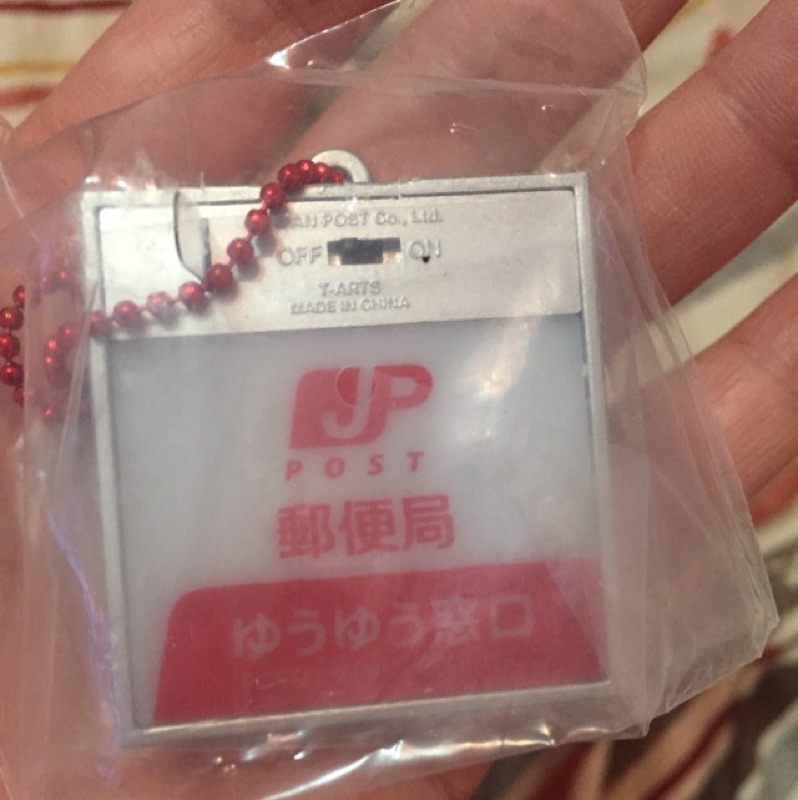 JAPAN POST Co., Ltd.
OFF ON
T-ARTS
MADE IN CHINA
JP
POST
郵便局
ゆうゆう窓口